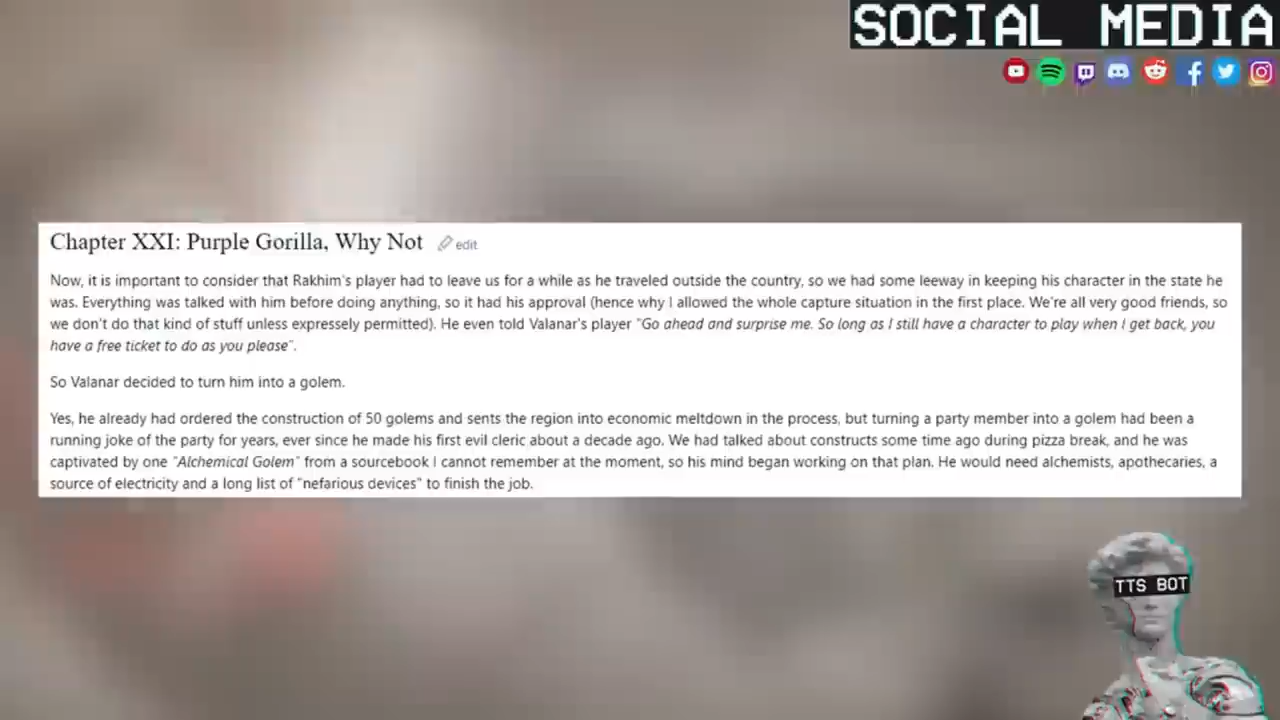 SOCIAL MEDIA
Chapter XXI: Purple Gorilla, Why Not edit
Now, it is important to consider that Rakhim's player had to leave us for a while as he traveled outside the country, so we had some leeway in keeping his character in the state he
was. Everything was talked with him before doing anything, so it had his approval (hence why I allowed the whole capture situation in the first place. We're all very good friends, so
we don't do that kind of stuff unless expressely permitted). He even told Valanar's player "Go ahead and surprise me. So long as I still have a character to play when I get back, you
have a free ticket to do as you please".
So Valanar decided to turn him into a golem.
Yes, he already had ordered the construction of 50 golems and sents the region into economic meltdown in the process, but turning a party member into a golem had been a
running joke of the party for years, ever since he made his first evil cleric about a decade ago. We had talked about constructs some time ago during pizza break, and he was
captivated by one "Alchemical Golem" from a sourcebook I cannot remember at the moment, so his mind began working on that plan. He would need alchemists, apothecaries, a
source of electricity and a long list of "nefarious devices" to finish the job.
TTS BOT